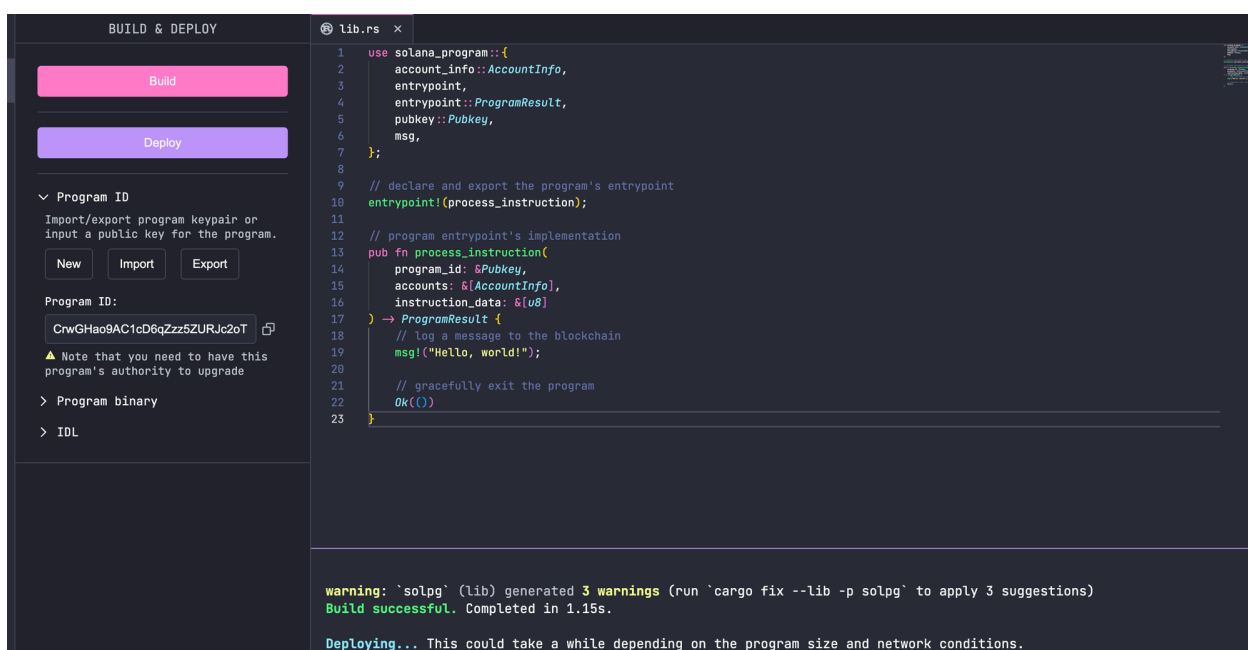 BUILD & DEPLOY
Build
Deploy
Program ID
Import/export program keypair or
input a public key for the program.
New Import Export
Program ID:
CrwGHao9AC1cD6qZzz5ZURJc2oT
Note that you need to have this
program's authority to upgrade
Program binary
IDL
lib.rs ×
1 use solana_program::{
2     account_info::AccountInfo,
3     entrypoint,
4     entrypoint::ProgramResult,
5     pubkey::Pubkey,
6     msg,
7 };
8
9 // declare and export the program's entrypoint
10 entrypoint!(process_instruction);
11
12 // program entrypoint's implementation
13 pub fn process_instruction(
14     program_id: &Pubkey,
15     accounts: &[AccountInfo],
16     instruction_data: &[u8]
17 ) → ProgramResult {
18     // log a message to the blockchain
19     msg!("Hello, world!");
20
21     // gracefully exit the program
22     Ok(())
23 }
warning: `solpg` (lib) generated 3 warnings (run `cargo fix --lib -p solpg` to apply 3 suggestions)
Build successful. Completed in 1.15s.
Deploying... This could take a while depending on the program size and network conditions.